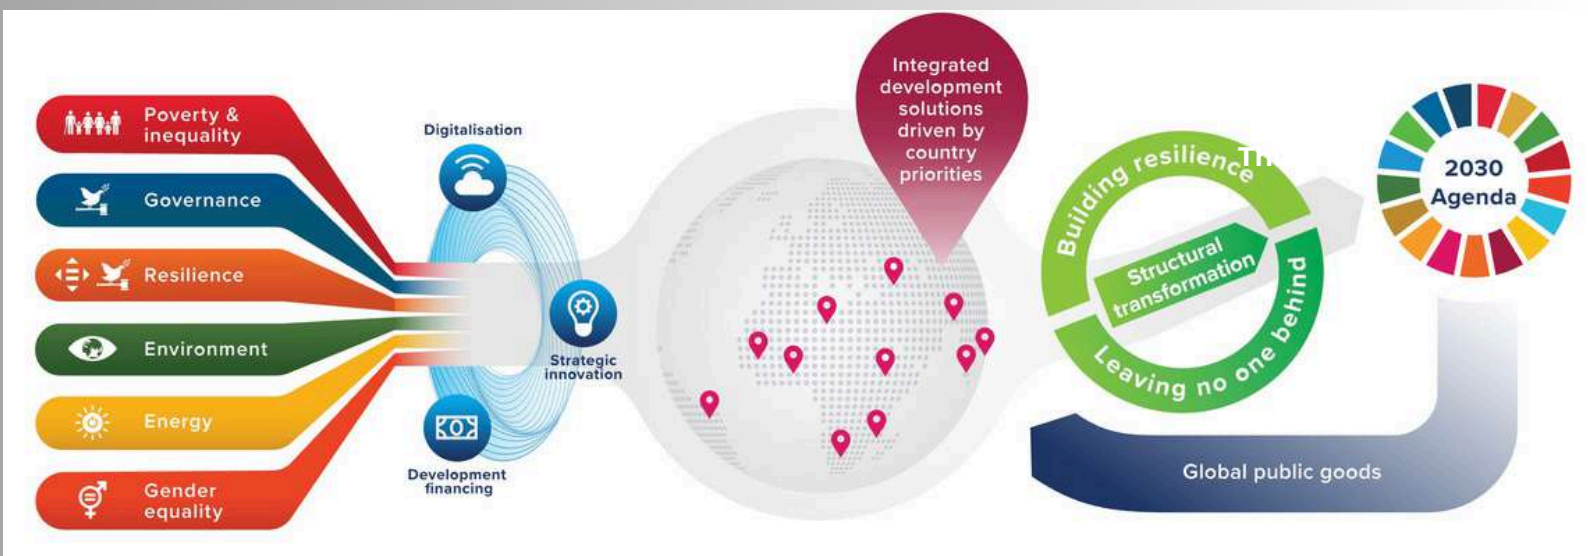 Poverty &
inequality
Governance
Resilience
Environment
Energy
Gender
equality
Digitalisation
Strategic
innovation
Development
financing
Integrated
development
solutions
driven by
country
priorities
Building resilience
Structural
transformation
Leaving no one behind
2030
Agenda
Global public goods